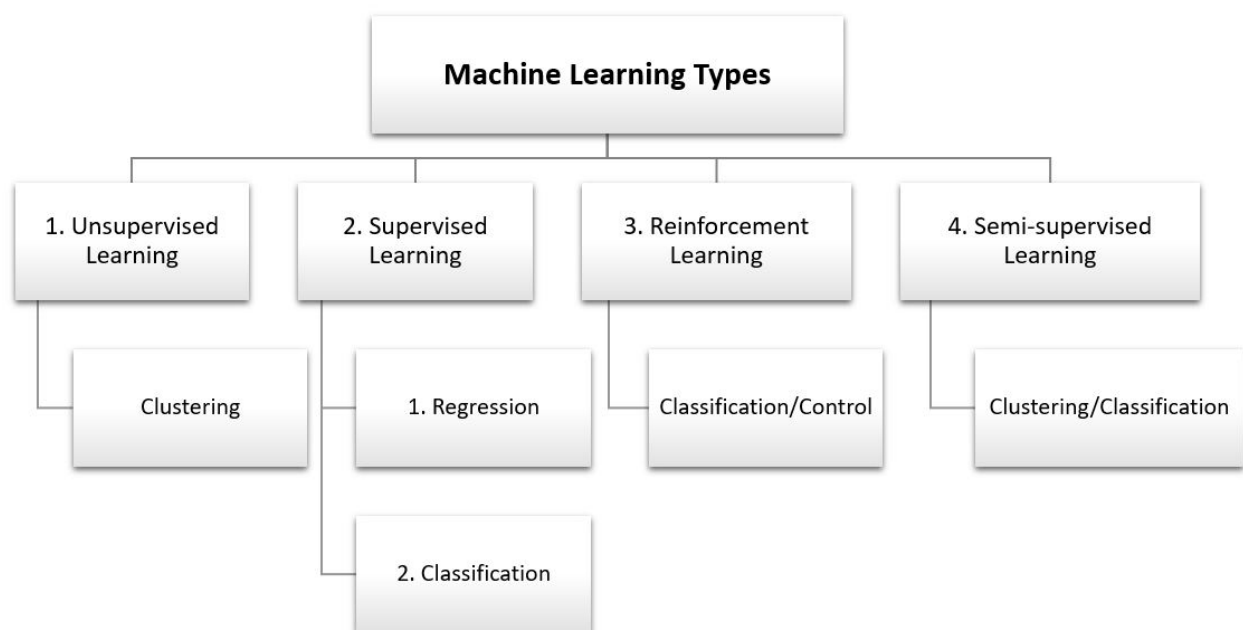 Machine Learning Types
1. Unsupervised
Learning
2. Supervised
Learning
3. Reinforcement
Learning
4. Semi-supervised
Learning
Clustering
1. Regression
Classification/Control
Clustering/Classification
2. Classification